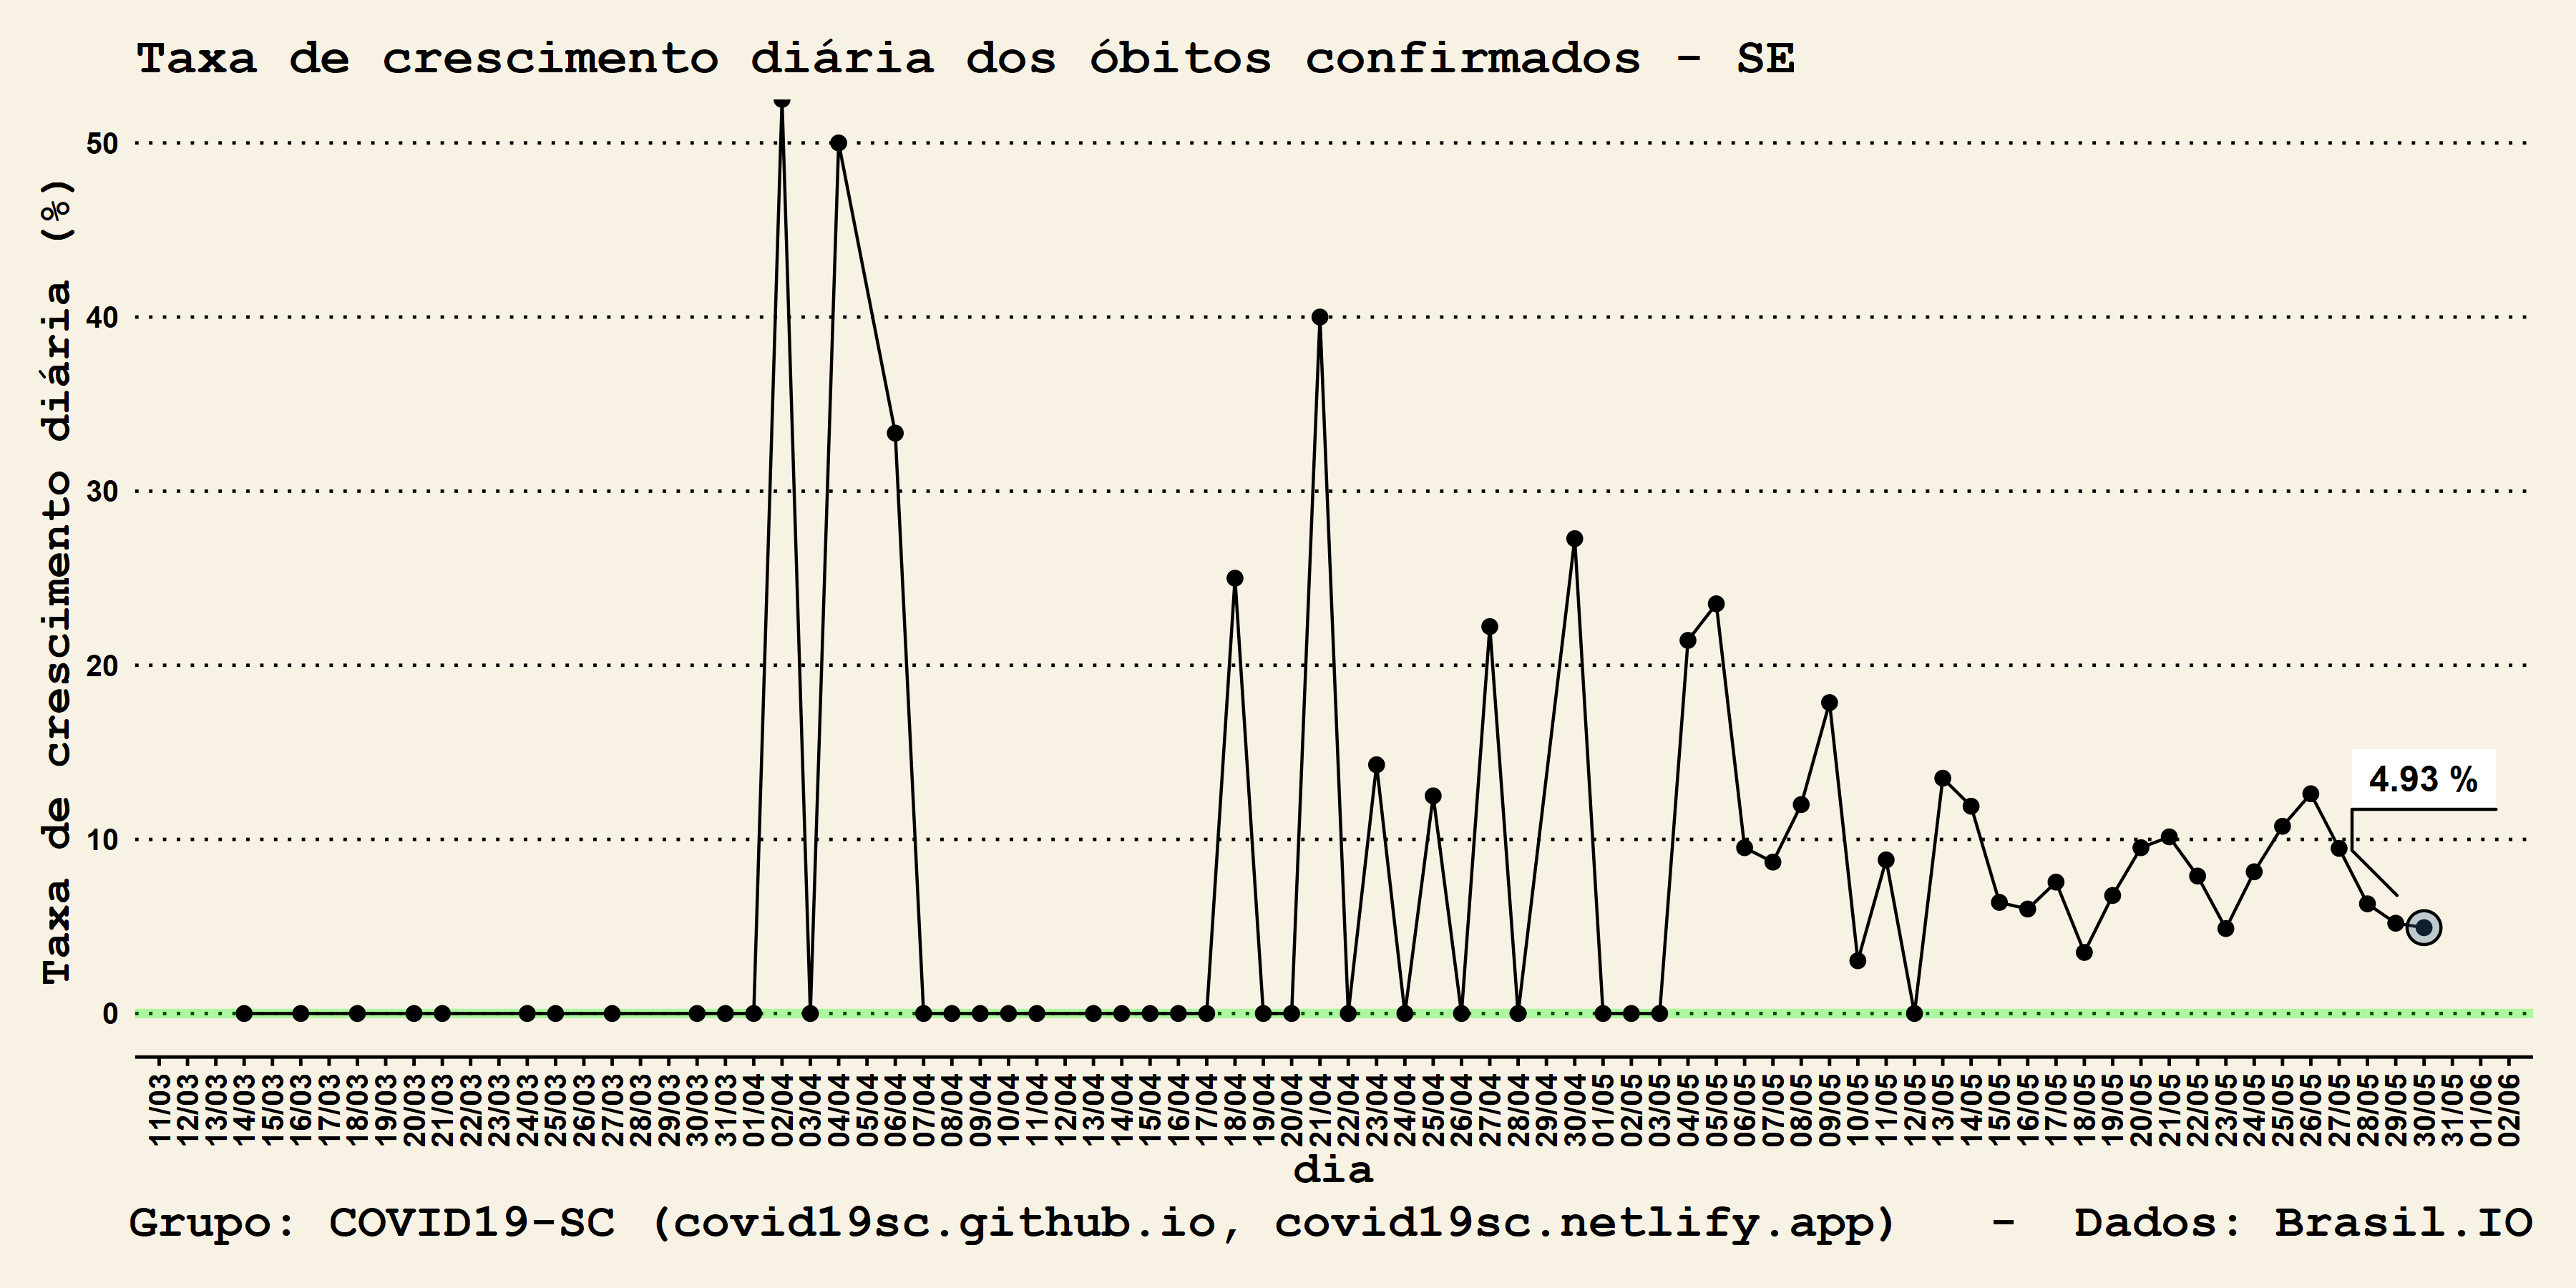 Taxa de crescimento diária dos óbitos confirmados - SE
Taxa de crescimento diária (%)
50
40
30
20
10
0
4.93 %
11/03 12/03 13/03 14/03 15/03 16/03 17/03 18/03 19/03 20/03 21/03 22/03 23/03 24/03 25/03 26/03 27/03 28/03 29/03 30/03 31/03 01/04 02/04 03/04 04/04 05/04 06/04 07/04 08/04 09/04 10/04 11/04 12/04 13/04 14/04 15/04 16/04 17/04 18/04 19/04 20/04 21/04 22/04 23/04 24/04 25/04 26/04 27/04 28/04 29/04 30/04 01/05 02/05 03/05 04/05 05/05 06/05 07/05 08/05 09/05 10/05 11/05 12/05 13/05 14/05 15/05 16/05 17/05 18/05 19/05 20/05 21/05 22/05 23/05 24/05 25/05 26/05 27/05 28/05 29/05 30/05 31/05 01/06 02/06
dia
Grupo: COVID19-SC (covid19sc.github.io, covid19sc.netlify.app) - Dados: Brasil.IO